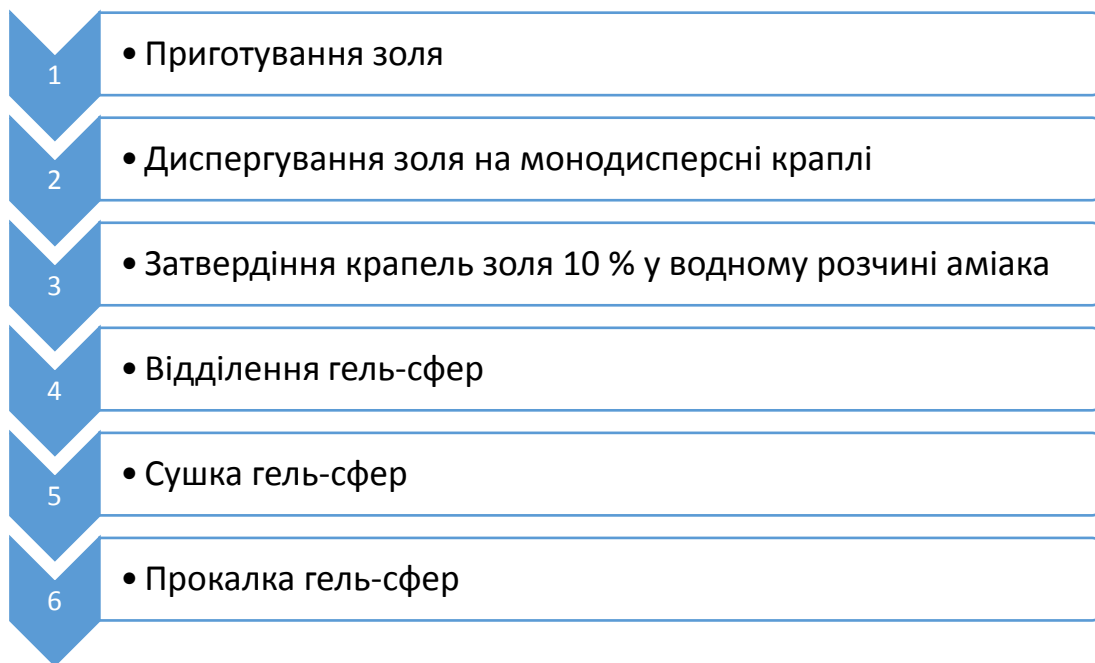 1
• Приготування золя
2
• Диспергування золя на монодисперсні краплі
3
• Затвердіння крапель золя 10 % у водному розчині аміака
4
• Відділення гель-сфер
5
• Сушка гель-сфер
6
• Прокалка гель-сфер